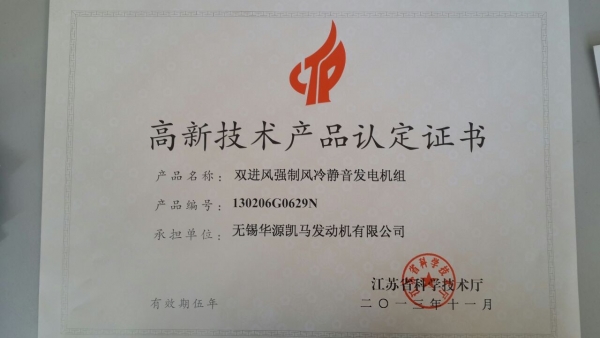 高新技术产品认定证书
产品名称：双进风强制风冷静音发电机组
产品编号：130206G0629N
承担单位：无锡华源凯马发动机有限公司
江苏省科学技术厅
二〇一三年十一月
有效期伍年